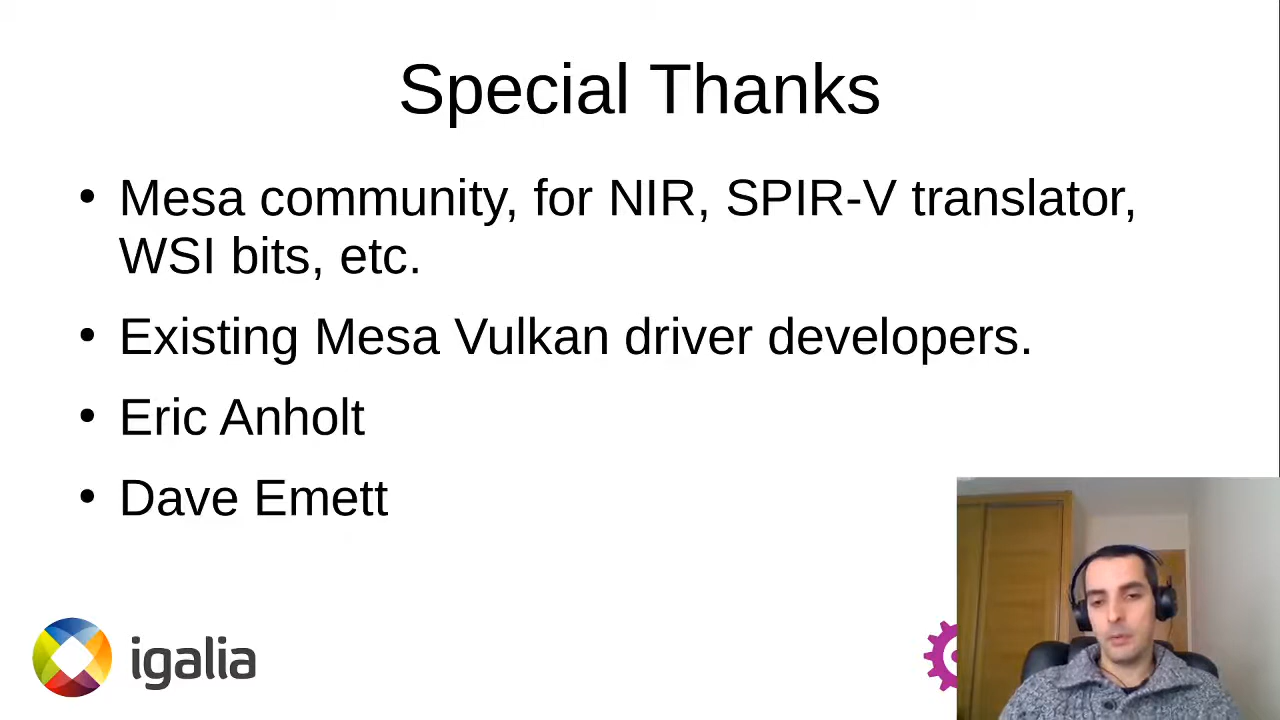 Special Thanks
• Mesa community, for NIR, SPIR-V translator,
WSI bits, etc.
• Existing Mesa Vulkan driver developers.
• Eric Anholt
• Dave Emett
igalia